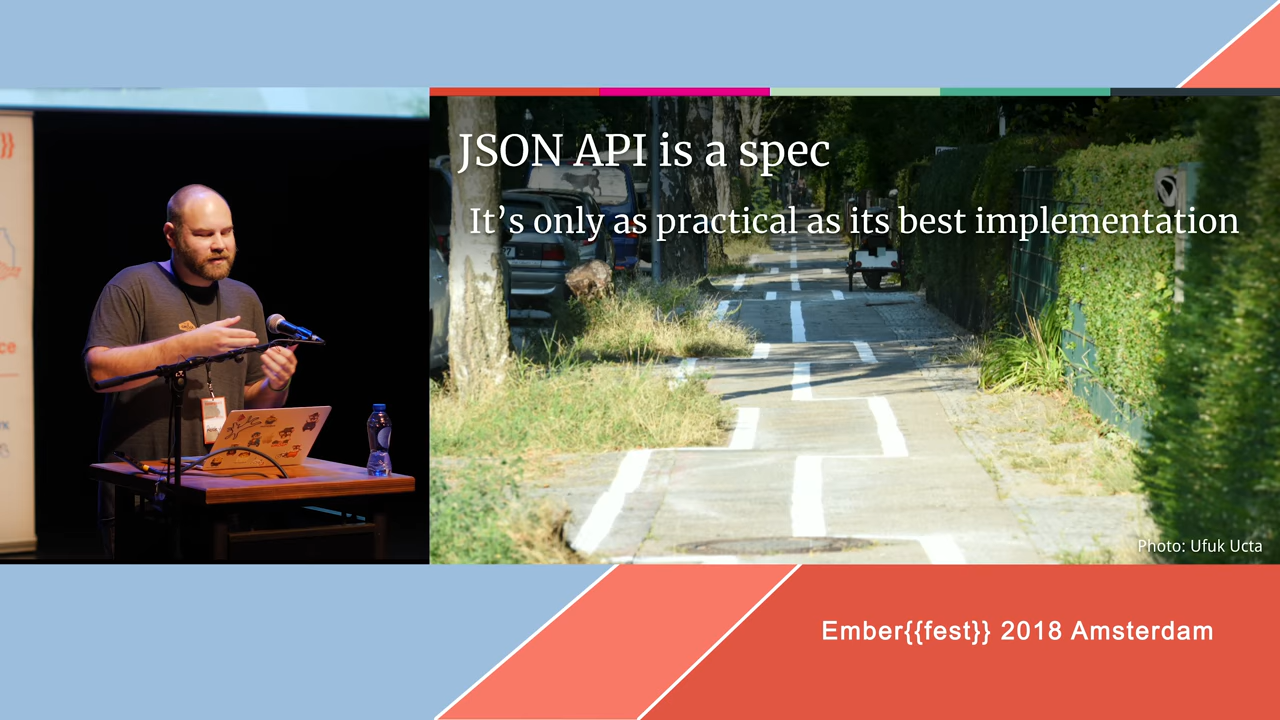 JSON API is a spec
It’s only as practical as its best implementation
Photo: Ufuk Ucta
Ember{{fest}} 2018 Amsterdam